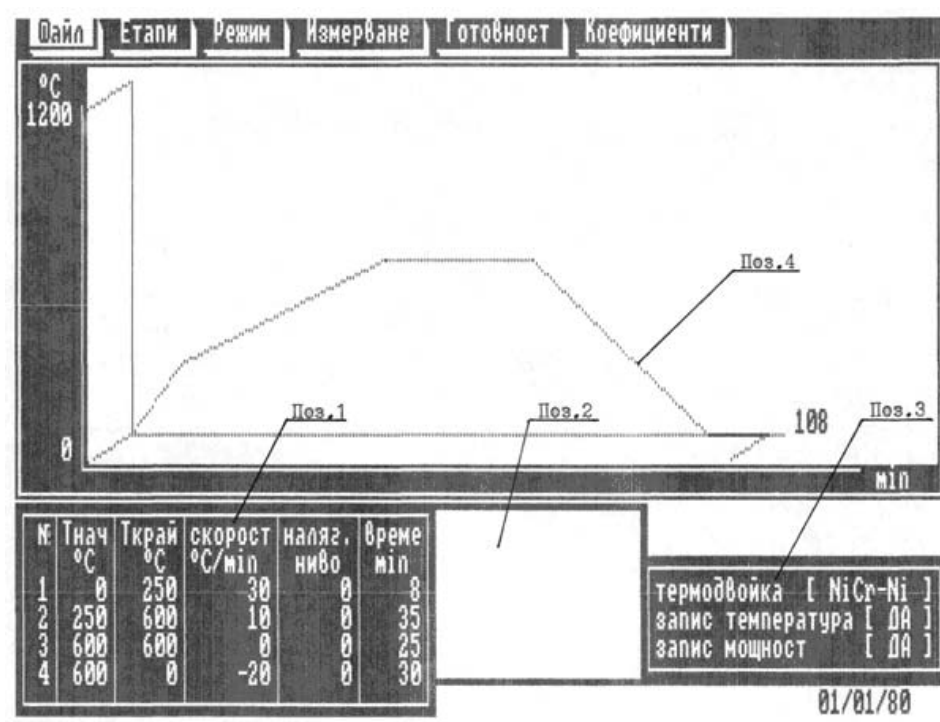 Файл Етапи Режим Измерване Готовност Коефициенти
°C
1200
Поз.4
Поз.1 Поз.2 Поз.3
108
0
min
№ Тнач Ткрай скорост наляг. време
°C °C °C/min ниво min
1 0 250 30 0 8
2 250 600 10 0 35
3 600 600 0 0 25
4 600 0 -20 0 30
термодвойка [ NiCr-Ni ]
запис температура [ ДА ]
запис мощност [ ДА ]
01/01/80